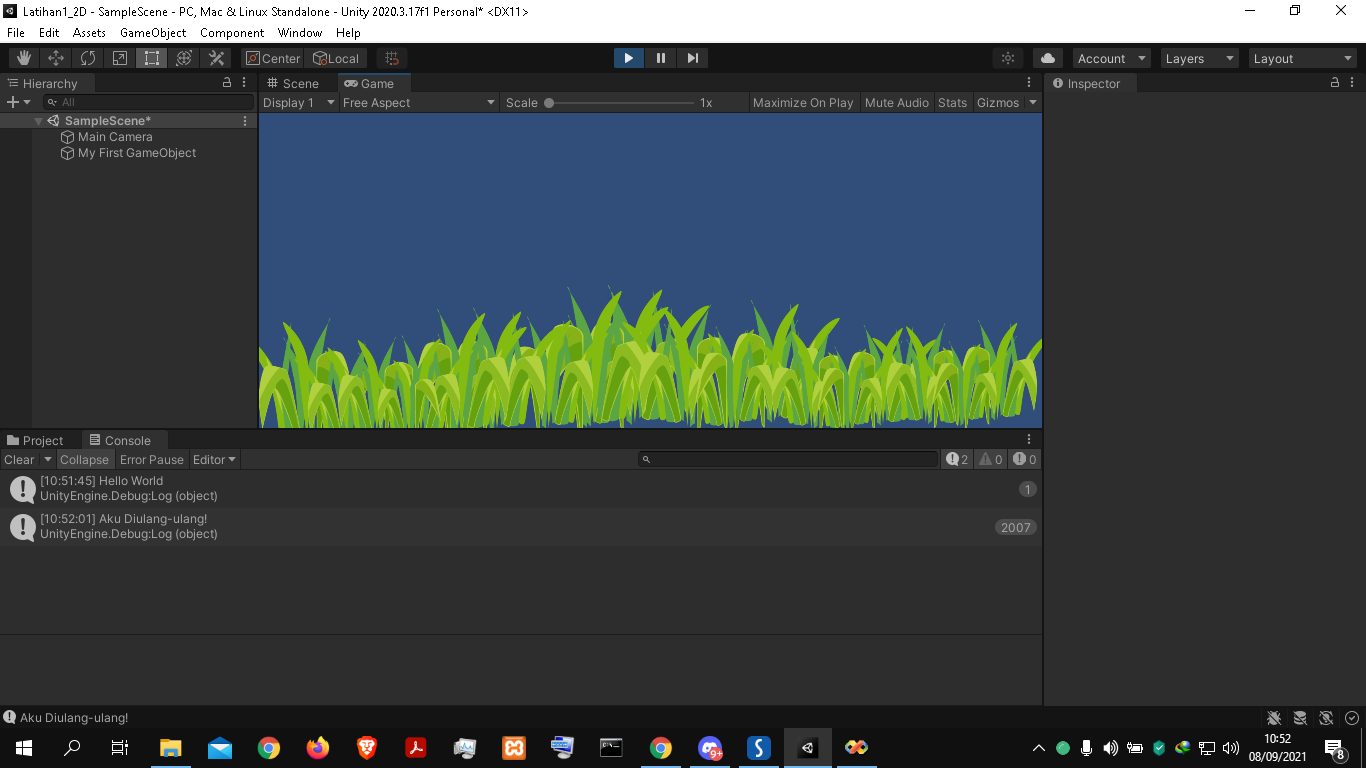 Latihan1_2D - SampleScene - PC, Mac & Linux Standalone - Unity 2020.3.17f1 Personal* <DX11>
File Edit Assets GameObject Component Window Help
Center Local Account Layers Layout
Hierarchy Scene Game Inspector
All Display 1 Free Aspect Scale 1x Maximize On Play Mute Audio Stats Gizmos
SampleScene*
Main Camera
My First GameObject
Project Console
Clear Collapse Error Pause Editor 2 0 0
[10:51:45] Hello World
UnityEngine.Debug:Log (object)
1
[10:52:01] Aku Diulang-ulang!
UnityEngine.Debug:Log (object)
2007
Aku Diulang-ulang!
9+
10:52
08/09/2021
8